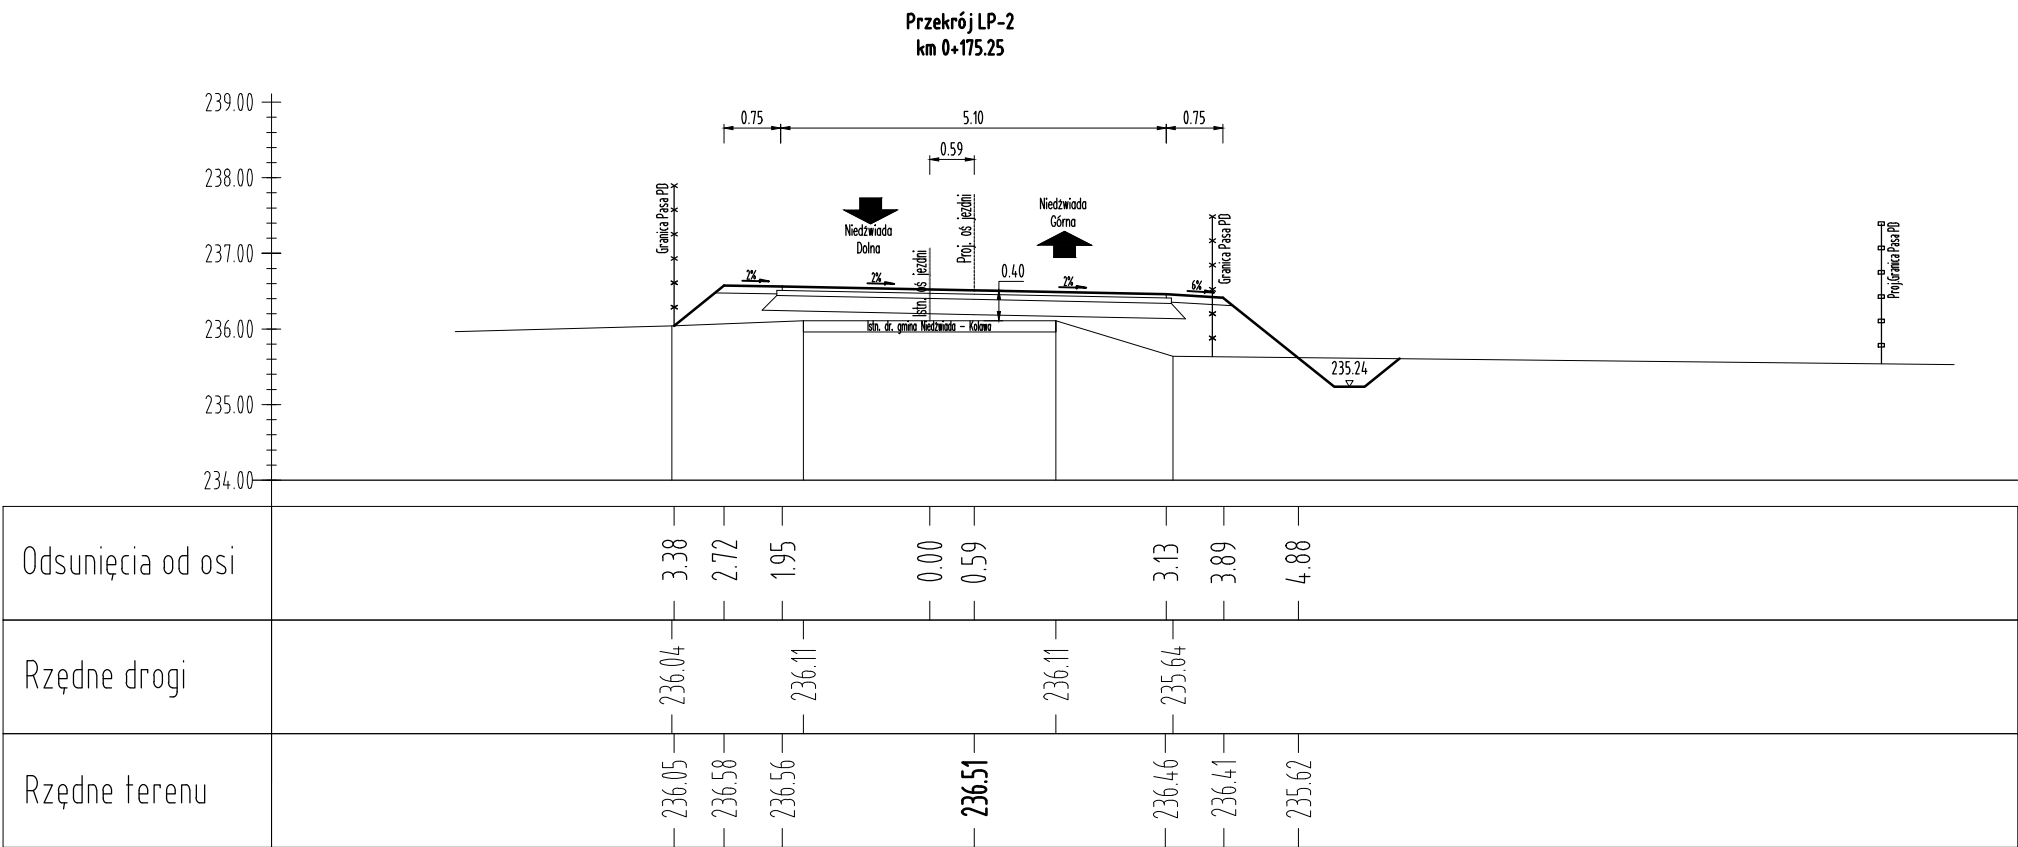 Przekrój LP-2
km 0+175.25
239.00
238.00
237.00
236.00
235.00
234.00
0.75
5.10
0.75
0.59
Granica Pasa PD
Niedźwiada
Dolna
Istn. oś jezdni
Proj. oś jezdni
Niedźwiada
Górna
Granica Pasa PD
Proj.Granica Pasa PD
2%
2%
0.40
2%
6%
Istn. dr. gmina Niedźwiada - Kolawa
235.24
Odsunięcia od osi
3.38
2.72
1.95
0.00
0.59
3.13
3.89
4.88
Rzędne drogi
236.04
236.11
236.11
235.64
Rzędne terenu
236.05
236.58
236.56
236.51
236.46
236.41
235.62